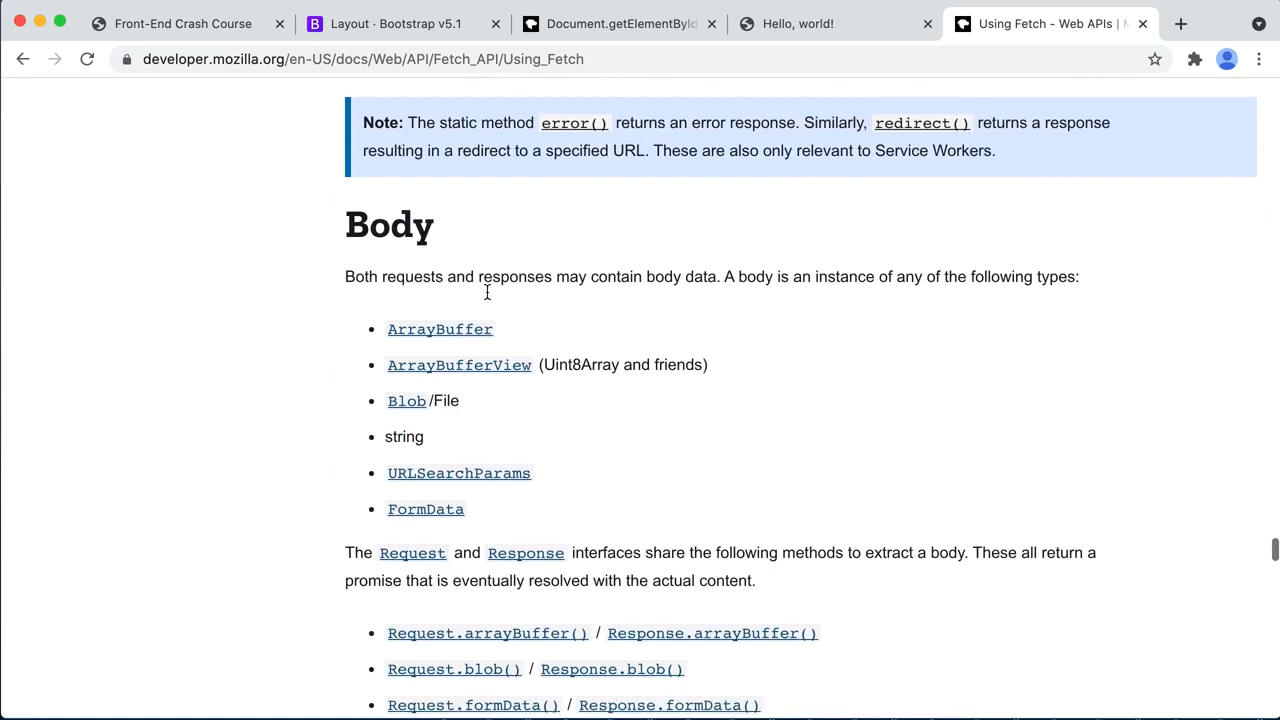 Front-End Crash Course
Layout · Bootstrap v5.1
Document.getElementById
Hello, world!
Using Fetch - Web APIs | M
developer.mozilla.org/en-US/docs/Web/API/Fetch_API/Using_Fetch
Note: The static method error() returns an error response. Similarly, redirect() returns a response
resulting in a redirect to a specified URL. These are also only relevant to Service Workers.
Body
Both requests and responses may contain body data. A body is an instance of any of the following types:
• ArrayBuffer
• ArrayBufferView (Uint8Array and friends)
• Blob/File
• string
• URLSearchParams
• FormData
The Request and Response interfaces share the following methods to extract a body. These all return a
promise that is eventually resolved with the actual content.
• Request.arrayBuffer() / Response.arrayBuffer()
• Request.blob() / Response.blob()
• Request.formData() / Response.formData()